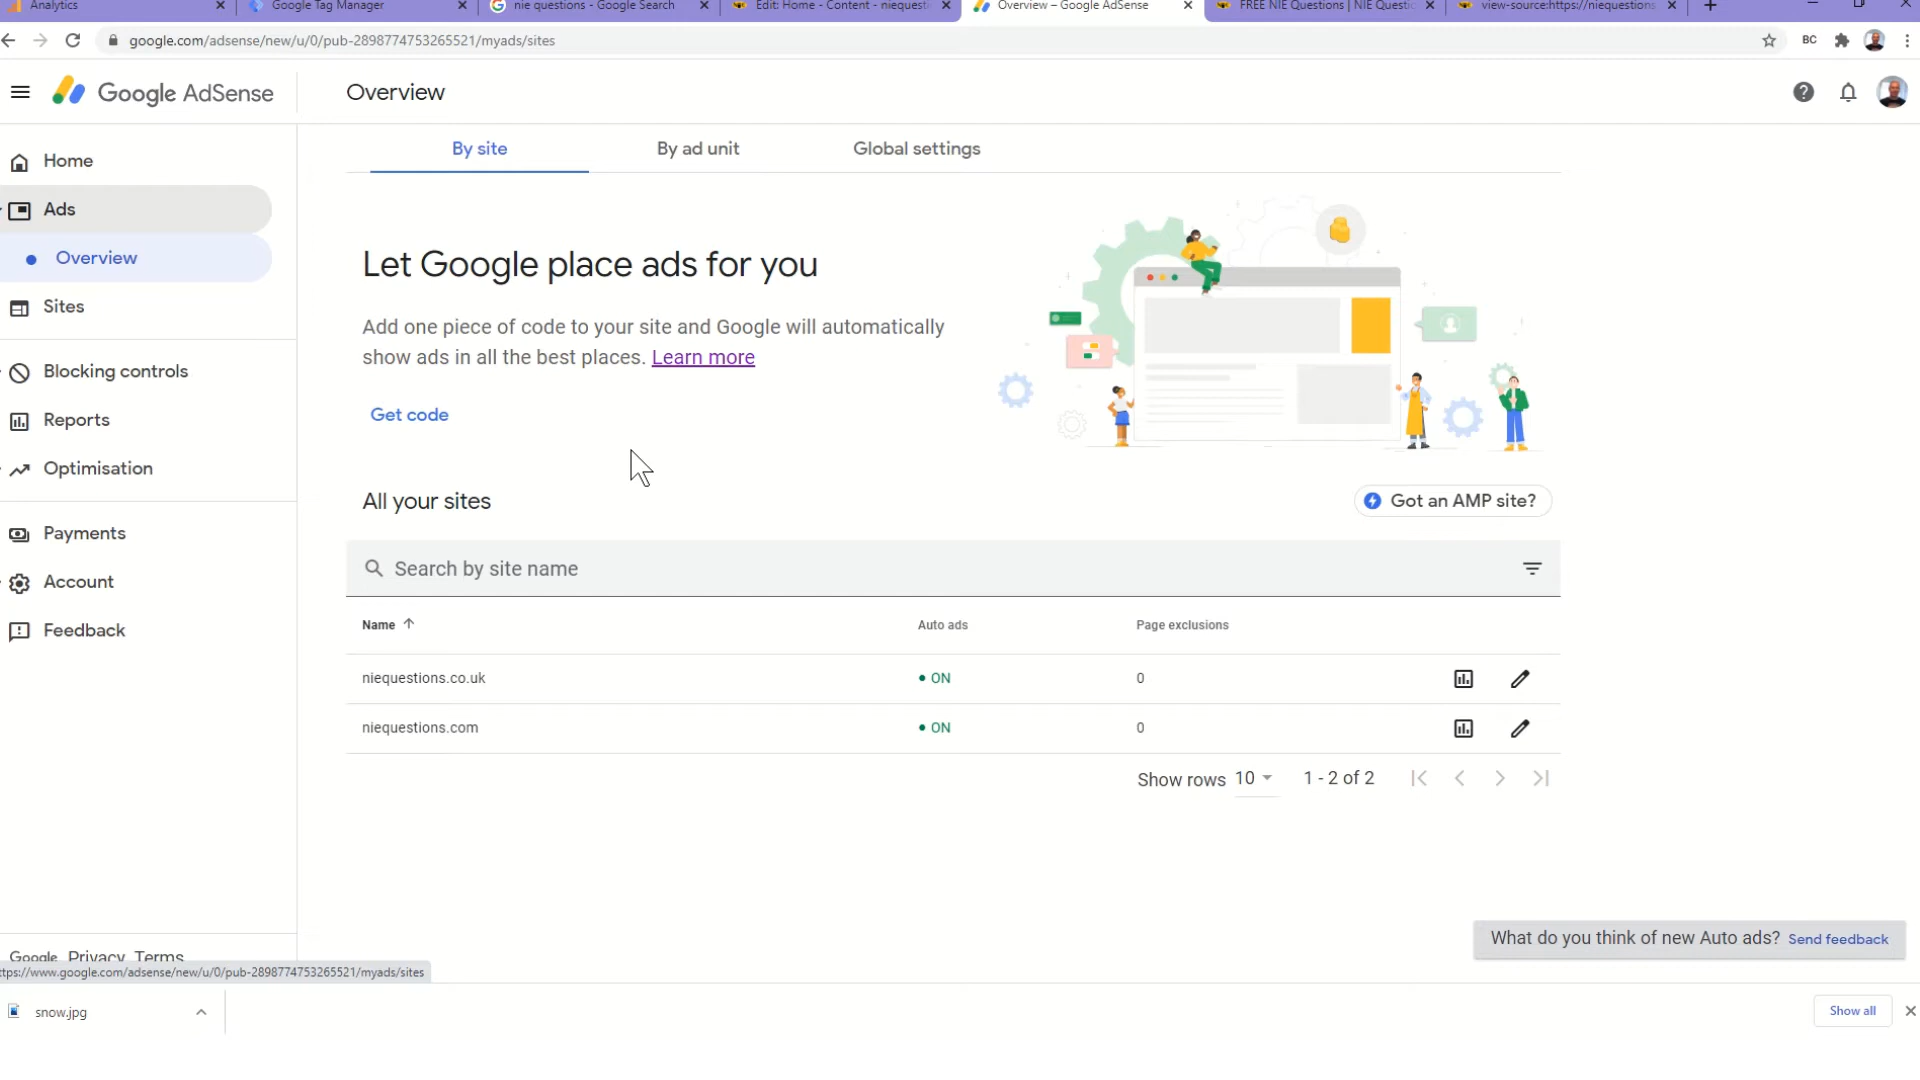 Analytics
Google Tag Manager
nie questions - Google Search
Edit: Home - Content - niequesti
Overview – Google AdSense
FREE NIE Questions | NIE Questio
view-source:https://niequestions
google.com/adsense/new/u/0/pub-2898774753265521/myads/sites
BC
Google AdSense
Overview
Home
Ads
Overview
Sites
Blocking controls
Reports
Optimisation
Payments
Account
Feedback
By site
By ad unit
Global settings
Let Google place ads for you
Add one piece of code to your site and Google will automatically
show ads in all the best places. Learn more
Get code
All your sites
Got an AMP site?
Search by site name
Name
Auto ads
Page exclusions
niequestions.co.uk
ON
0
niequestions.com
ON
0
Show rows 10
1 - 2 of 2
What do you think of new Auto ads? Send feedback
Google Privacy Terms
ttps://www.google.com/adsense/new/u/0/pub-2898774753265521/myads/sites
snow.jpg
Show all